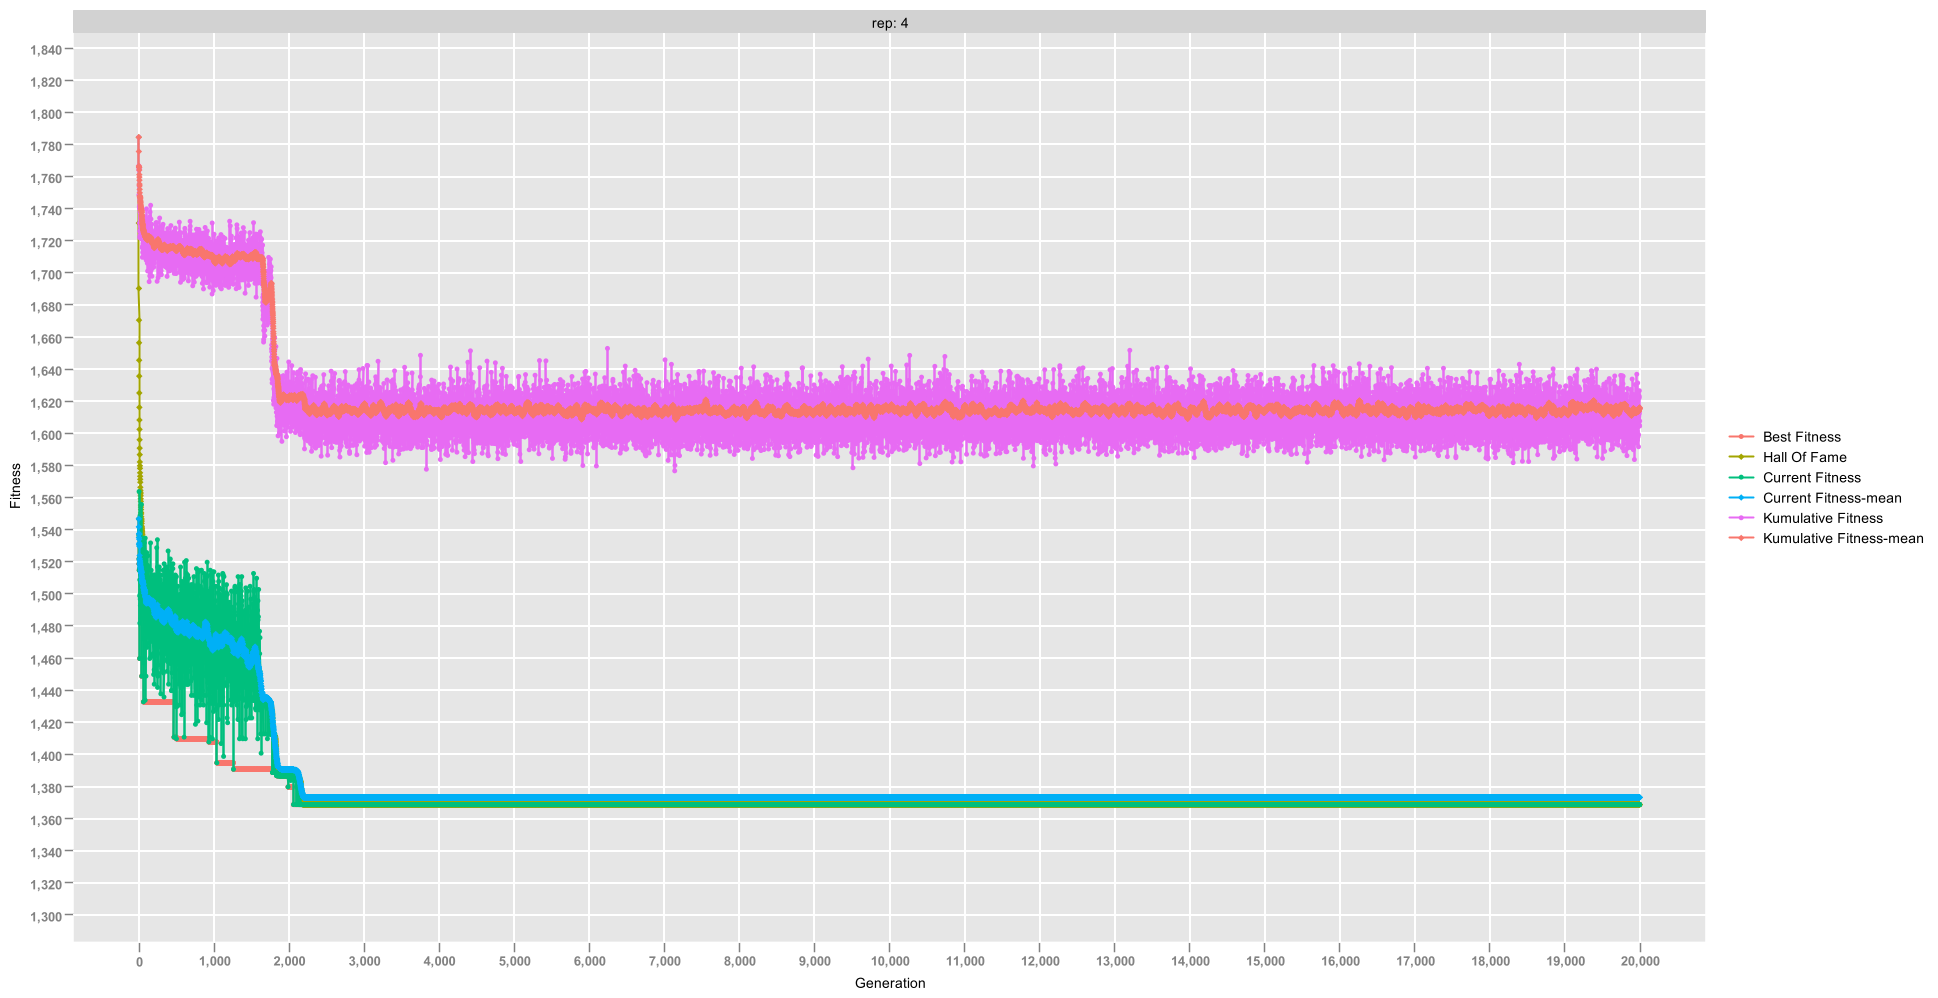 rep: 4
1,840
1,820
1,800
1,780
1,760
1,740
1,720
1,700
1,680
1,660
1,640
1,620
1,600
1,580
1,560
1,540
1,520
1,500
1,480
1,460
1,440
1,420
1,400
1,380
1,360
1,340
1,320
1,300
Fitness
0 1,000 2,000 3,000 4,000 5,000 6,000 7,000 8,000 9,000 10,000 11,000 12,000 13,000 14,000 15,000 16,000 17,000 18,000 19,000 20,000
Generation
Best Fitness
Hall Of Fame
Current Fitness
Current Fitness-mean
Kumulative Fitness
Kumulative Fitness-mean